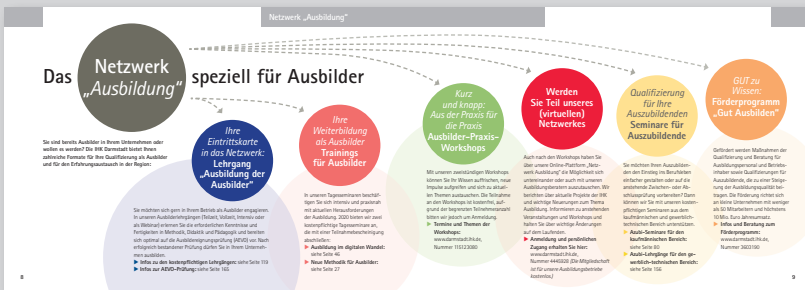 Netzwerk „Ausbildung"
Das
Netzwerk
„Ausbildung"
speziell für Ausbilder
Sie sind bereits Ausbilder in Ihrem Unternehmen oder
wollen es werden? Die IHK Darmstadt bietet Ihnen
zahlreiche Formate für Ihre Qualifizierung als Ausbilder
und für den Erfahrungsaustausch in der Region:
Ihre
Eintrittskarte
in das Netzwerk:
Lehrgang
„Ausbildung der
Ausbilder"
Sie möchten sich gern in Ihrem Betrieb als Ausbilder engagieren.
In unseren Ausbilderlehrgängen (Teilzeit, Vollzeit, Intensiv oder
als Webinar) erlernen Sie die erforderlichen Kenntnisse und
Fertigkeiten in Methodik, Didaktik und Pädagogik und bereiten
sich optimal auf die Ausbildereignungsprüfung (AEVO) vor. Nach
erfolgreich bestandener Prüfung dürfen Sie in Ihrem Unterneh-
men ausbilden.
▶ Infos zu den kostenpflichtigen Lehrgängen: siehe Seite 119
▶ Infos zur AEVO-Prüfung: siehe Seite 165
Ihre
Weiterbildung
als Ausbilder
Trainings
für Ausbilder
In unseren Tagesseminaren beschäf-
tigen Sie sich intensiv und praxisnah
mit aktuellen Herausforderungen
der Ausbildung. 2020 bieten wir zwei
kostenpflichtige Tagesseminare an,
die mit einer Teilnahmebescheinigung
abschließen:
▶ Ausbildung im digitalen Wandel:
siehe Seite 46
▶ Neue Methodik für Ausbilder:
siehe Seite 27
Kurz
und knapp:
Aus der Praxis für
die Praxis
Ausbilder-Praxis-
Workshops
Mit unseren zweistündigen Workshops
können Sie Ihr Wissen auffrischen, neue
Impulse aufgreifen und sich zu aktuel-
len Themen austauschen. Die Teilnahme
an den Workshops ist kostenfrei, auf-
grund der begrenzten Teilnehmeranzahl
bitten wir jedoch um Anmeldung.
▶ Termine und Themen der
Workshops:
www.darmstadt.ihk.de,
Nummer 115123080
Werden
Sie Teil unseres
(virtuellen)
Netzwerkes
Auch nach den Workshops haben Sie
über unsere Online-Plattform „Netz-
werk Ausbildung" die Möglichkeit sich
untereinander oder auch mit unseren
Ausbildungsberatern auszutauschen. Wir
berichten über aktuelle Projekte der IHK
und wichtige Neuerungen zum Thema
Ausbildung, informieren zu anstehenden
Veranstaltungen und Workshops und
halten Sie über wichtige Änderungen
auf dem Laufenden.
▶ Anmeldung und persönlichen
Zugang erhalten Sie hier:
www.darmstadt.ihk.de,
Nummer 4446928 (Die Mitgliedschaft
ist für unsere Ausbildungsbetriebe
kostenlos.)
Qualifizierung
für Ihre
Auszubildenden
Seminare für
Auszubildende
Sie möchten Ihren Auszubilden-
den den Einstieg ins Berufsleben
einfacher gestalten oder auf die
anstehende Zwischen- oder Ab-
schlussprüfung vorbereiten? Dann
können wir Sie mit unseren kosten-
pflichtigen Seminaren aus dem
kaufmännischen und gewerblich-
technischen Bereich unterstützen.
▶ Azubi-Seminare für den
kaufmännischen Bereich:
siehe Seite 80
▶ Azubi-Lehrgänge für den ge-
werblich-technischen Bereich:
siehe Seite 156
GUT zu
Wissen:
Förderprogramm
„Gut Ausbilden"
Gefördert werden Maßnahmen der
Qualifizierung und Beratung für
Ausbildungspersonal und Betriebs-
inhaber sowie Qualifizierungen für
Auszubildende, die zu einer Steige-
rung der Ausbildungsqualität bei-
tragen. Die Förderung richtet sich
an kleine Unternehmen mit weniger
als 50 Mitarbeitern und höchstens
10 Mio. Euro Jahresumsatz.
▶ Infos und Beratung zum
Förderprogramm:
www.darmstadt.ihk.de,
Nummer 3603190
8
9